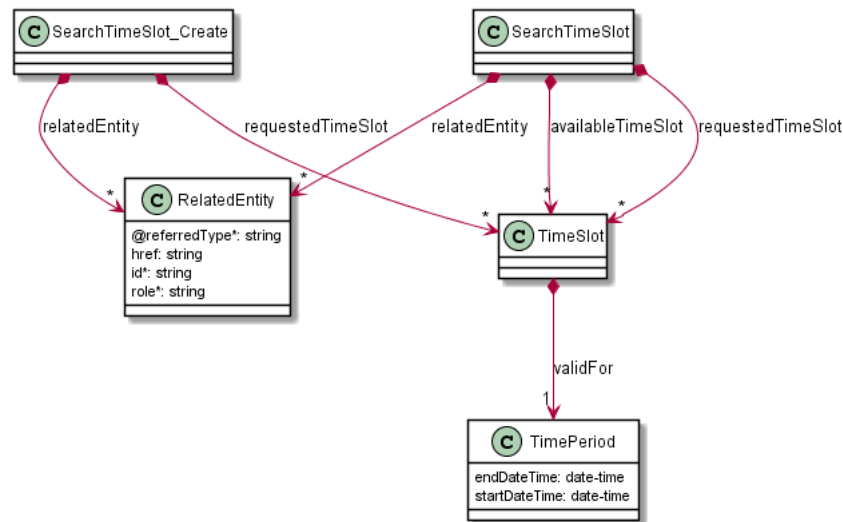 C SearchTimeSlot_Create
C SearchTimeSlot
relatedEntity
requestedTimeSlot
relatedEntity
availableTimeSlot
requestedTimeSlot
*
*
*
*
*
C RelatedEntity
@referredType*: string
href: string
id*: string
role*: string
C TimeSlot
validFor
1
C TimePeriod
endDateTime: date-time
startDateTime: date-time